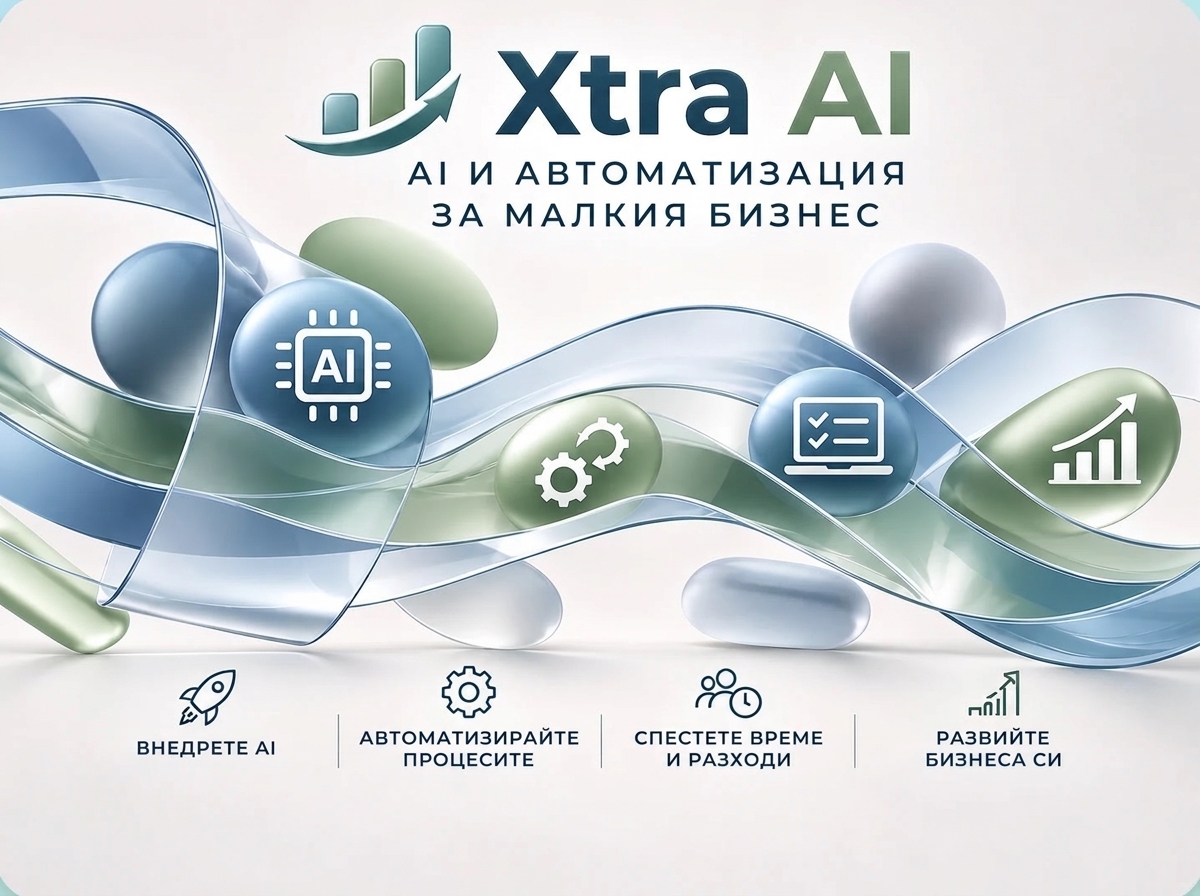 Xtra AI
AI И АВТОМАТИЗАЦИЯ
ЗА МАЛКИЯ БИЗНЕС
AI
ВНЕДРЕТЕ AI
АВТОМАТИЗИРАЙТЕ
ПРОЦЕСИТЕ
СПЕСТЕТЕ ВРЕМЕ
И РАЗХОДИ
РАЗВИЙТЕ
БИЗНЕСА СИ